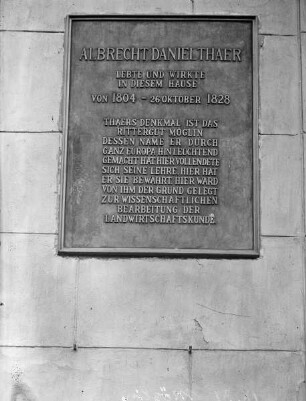 ALBRECHT DANIEL THAER
LEBTE UND WIRKTE
IN DIESEM HAUSE
VON 1804 - 26 OKTOBER 1828
THAERS DENKMAL IST DAS
RITTERGUT MÖGLIN
DESSEN NAME ER DURCH
GANZ EUROPA HINLEUCHTEND
GEMACHT HAT HIER VOLLENDETE
SICH SEINE LEHRE HIER HAT
ER SIE BEWÄHRT HIER WARD
VON IHM DER GRUND GELEGT
ZUR WISSENSCHAFTLICHEN
BEARBEITUNG DER
LANDWIRTSCHAFTSKUNDE